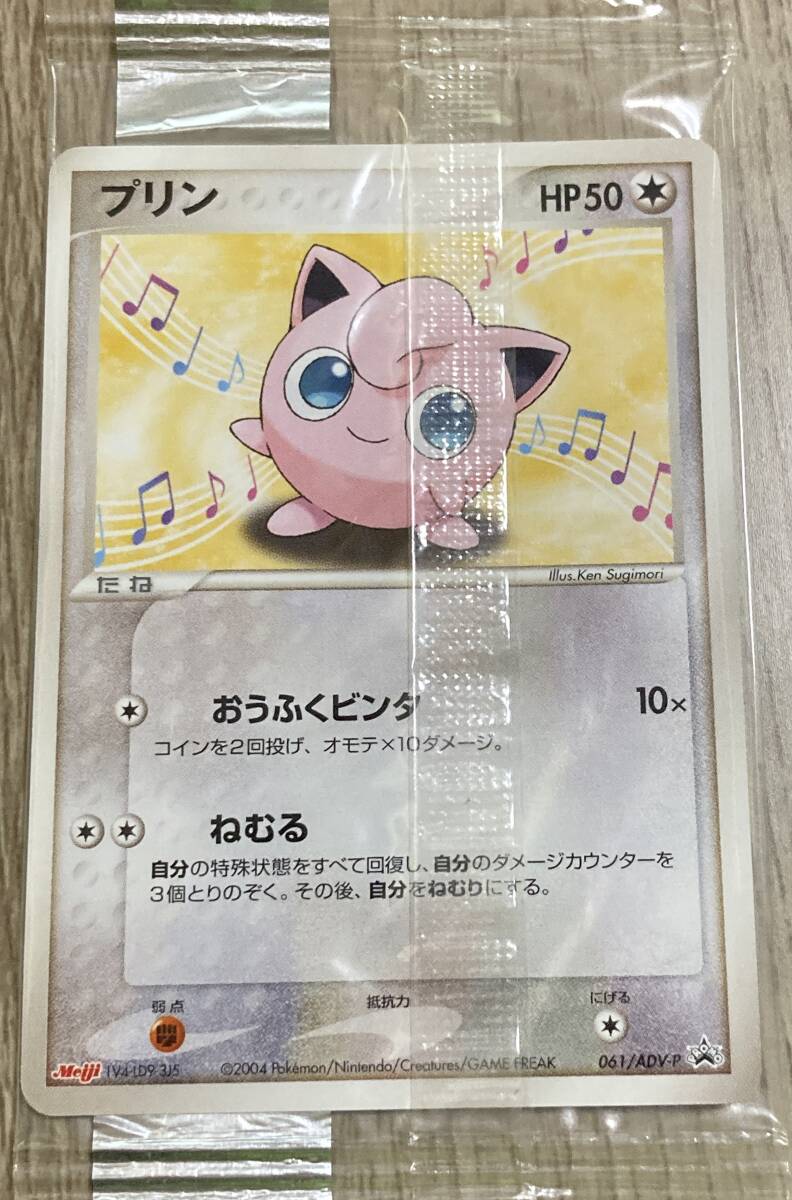 プリン HP50
たね Illus.Ken Sugimori
おうふくビンタ 10×
コインを2回投げ、オモテ×10ダメージ。
ねむる
自分の特殊状態をすべて回復し、自分のダメージカウンターを
3個とりのぞく。その後、自分をねむりにする。
弱点 抵抗力 にげる
Meiji 1V4-LD9-3J5 ©2004 Pokémon/Nintendo/Creatures/GAME FREAK 061/ADV-P